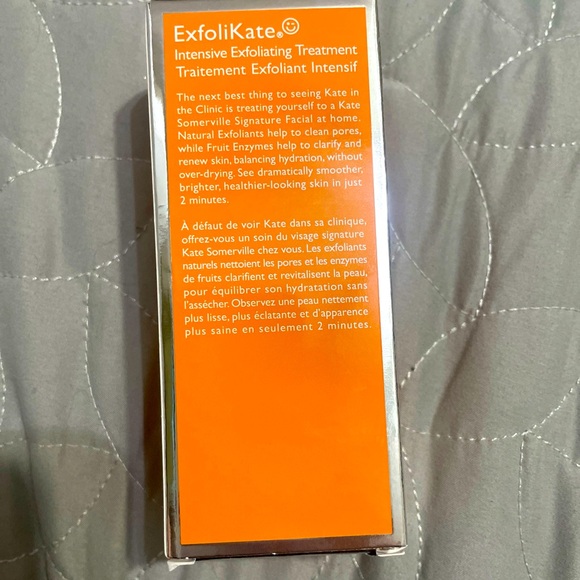 ExfoliKate®
Intensive Exfoliating Treatment
Traitement Exfoliant Intensif
The next best thing to seeing Kate in
the Clinic is treating yourself to a Kate
Somerville Signature Facial at home.
Natural Exfoliants help to clean pores,
while Fruit Enzymes help to clarify and
renew skin, balancing hydration, without
over-drying. See dramatically smoother,
brighter, healthier-looking skin in just
2 minutes.
À défaut de voir Kate dans sa clinique,
offrez-vous un soin du visage signature
Kate Somerville chez vous. Les exfoliants
naturels nettoient les pores et les enzymes
de fruits clarifient et revitalisent la peau,
pour équilibrer son hydratation sans
l'assécher. Observez une peau nettement
plus lisse, plus éclatante et d'apparence
plus saine en seulement 2 minutes.